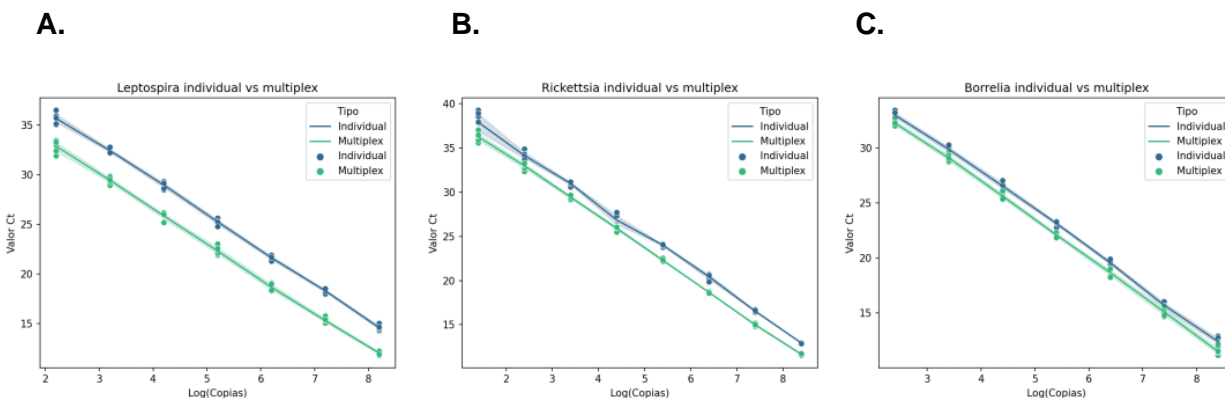 A.
B.
C.
Leptospira individual vs multiplex
Tipo
Individual
Multiplex
Individual
Multiplex
35
30
25
20
15
Valor Ct
2 3 4 5 6 7 8
Log(Copias)
Rickettsia individual vs multiplex
Tipo
Individual
Multiplex
Individual
Multiplex
40
35
30
25
20
15
Valor Ct
2 3 4 5 6 7 8
Log(Copias)
Borrelia individual vs multiplex
Tipo
Individual
Multiplex
Individual
Multiplex
30
25
20
15
Valor Ct
3 4 5 6 7 8
Log(Copias)